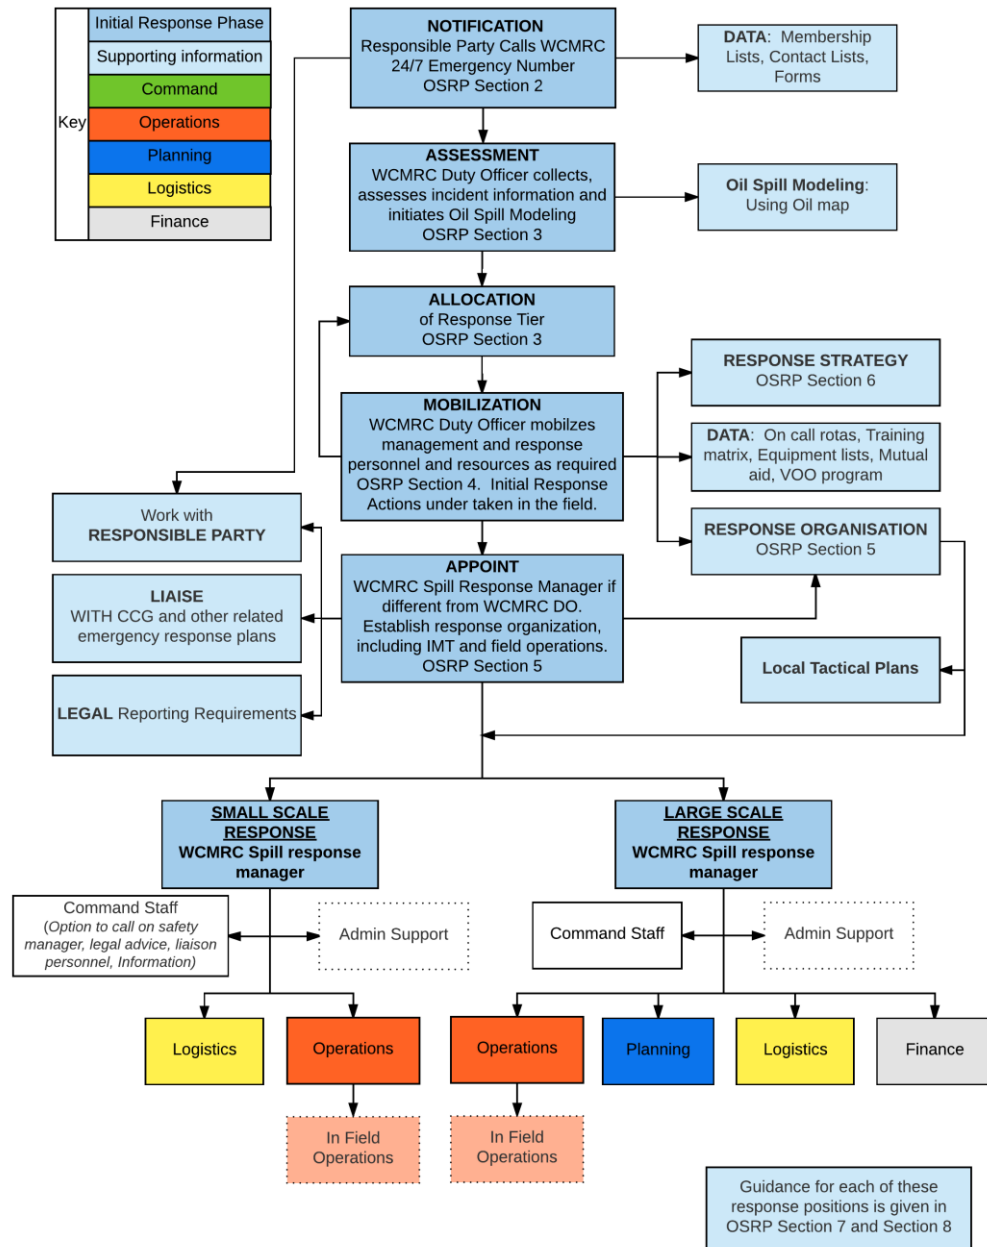 Key
Initial Response Phase
Supporting information
Command
Operations
Planning
Logistics
Finance
NOTIFICATION
Responsible Party Calls WCMRC
24/7 Emergency Number
OSRP Section 2
DATA: Membership
Lists, Contact Lists,
Forms
ASSESSMENT
WCMRC Duty Officer collects,
assesses incident information and
initiates Oil Spill Modeling
OSRP Section 3
Oil Spill Modeling:
Using Oil map
ALLOCATION
of Response Tier
OSRP Section 3
RESPONSE STRATEGY
OSRP Section 6
MOBILIZATION
WCMRC Duty Officer mobilzes
management and response
personnel and resources as required
OSRP Section 4. Initial Response
Actions under taken in the field.
DATA: On call rotas, Training
matrix, Equipment lists, Mutual
aid, VOO program
Work with
RESPONSIBLE PARTY
RESPONSE ORGANISATION
OSRP Section 5
APPOINT
WCMRC Spill Response Manager if
different from WCMRC DO.
Establish response organization,
including IMT and field operations.
OSRP Section 5
LIAISE
WITH CCG and other related
emergency response plans
Local Tactical Plans
LEGAL Reporting Requirements
SMALL SCALE
RESPONSE
WCMRC Spill response
manager
LARGE SCALE
RESPONSE
WCMRC Spill response
manager
Command Staff
(Option to call on safety
manager, legal advice, liaison
personnel, Information)
Admin Support
Command Staff
Admin Support
Logistics
Operations
Operations
Planning
Logistics
Finance
In Field
Operations
In Field
Operations
Guidance for each of these
response positions is given in
OSRP Section 7 and Section 8